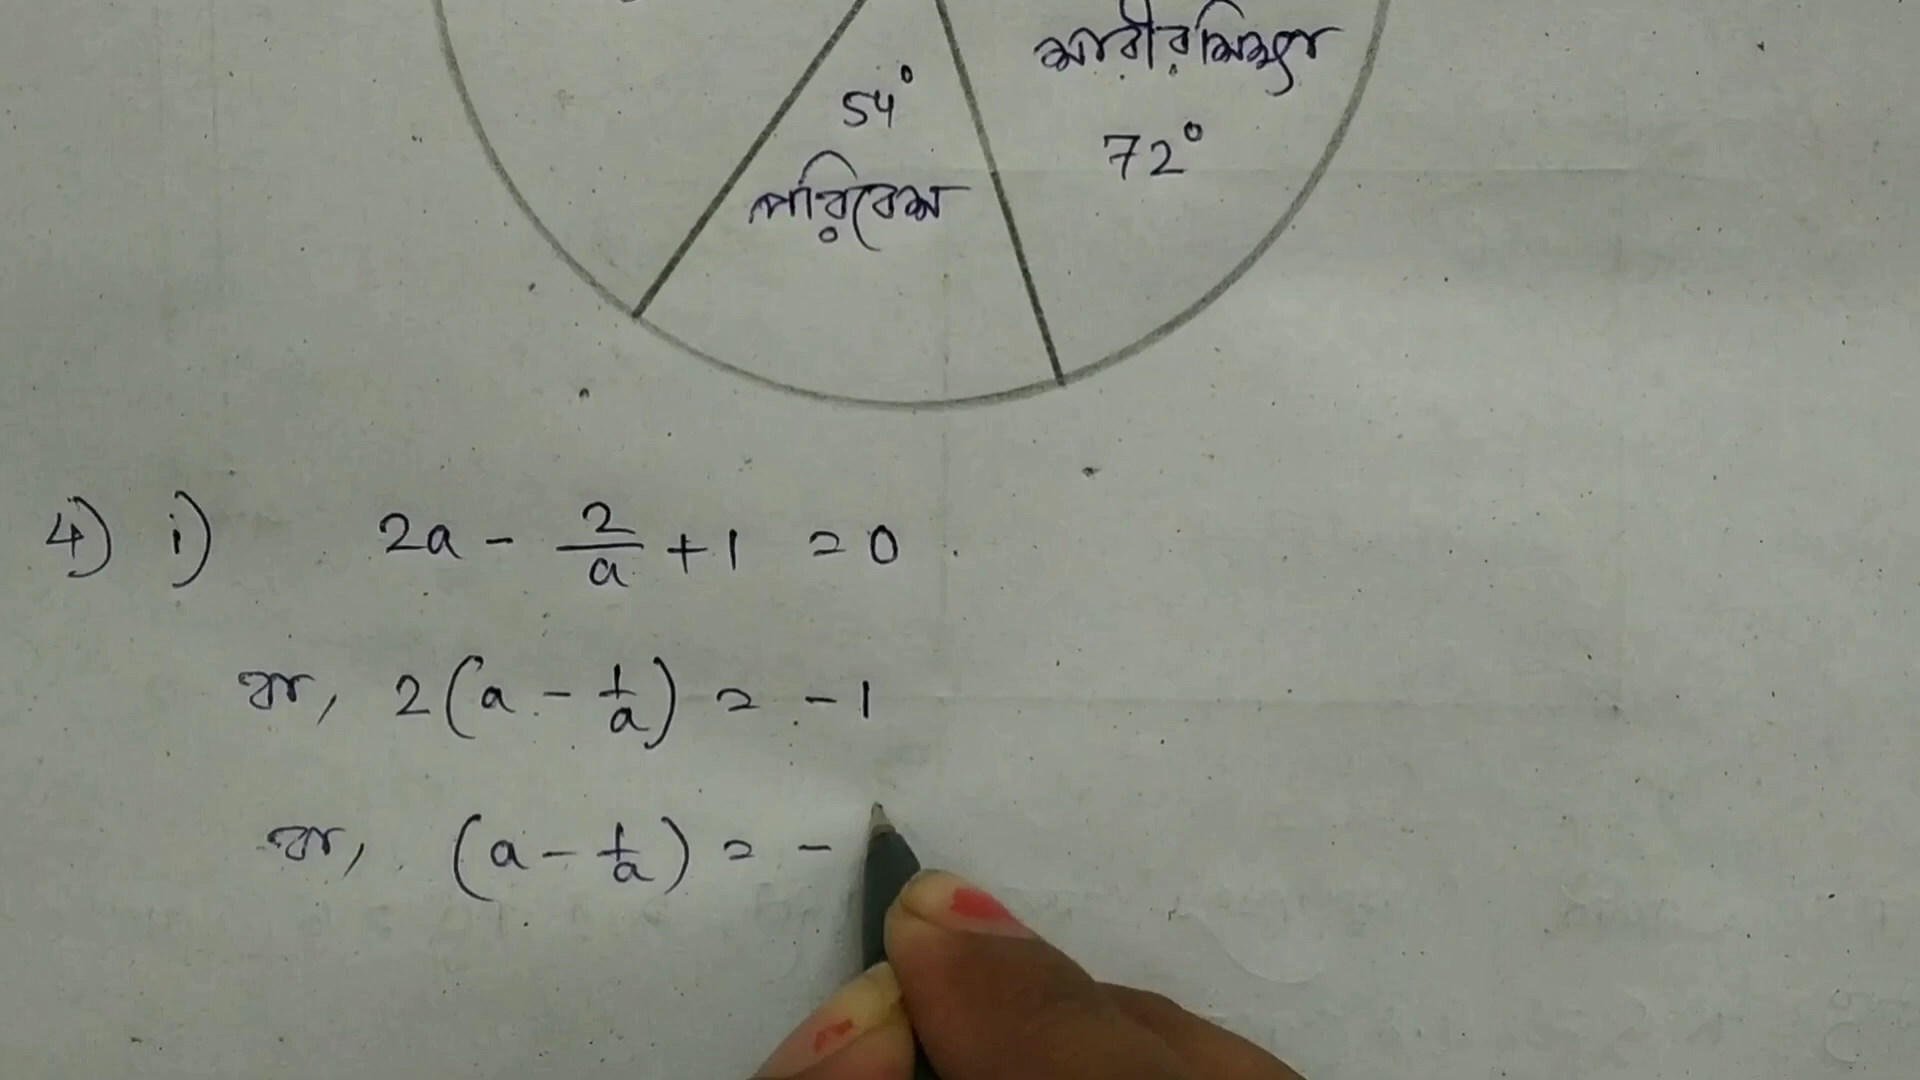 শারীরশিক্ষা
54°
72°
পরিবেশ
4) i) 2a - 2/a + 1 = 0
বা, 2(a - 1/a) = - 1
বা, (a - 1/a) = -